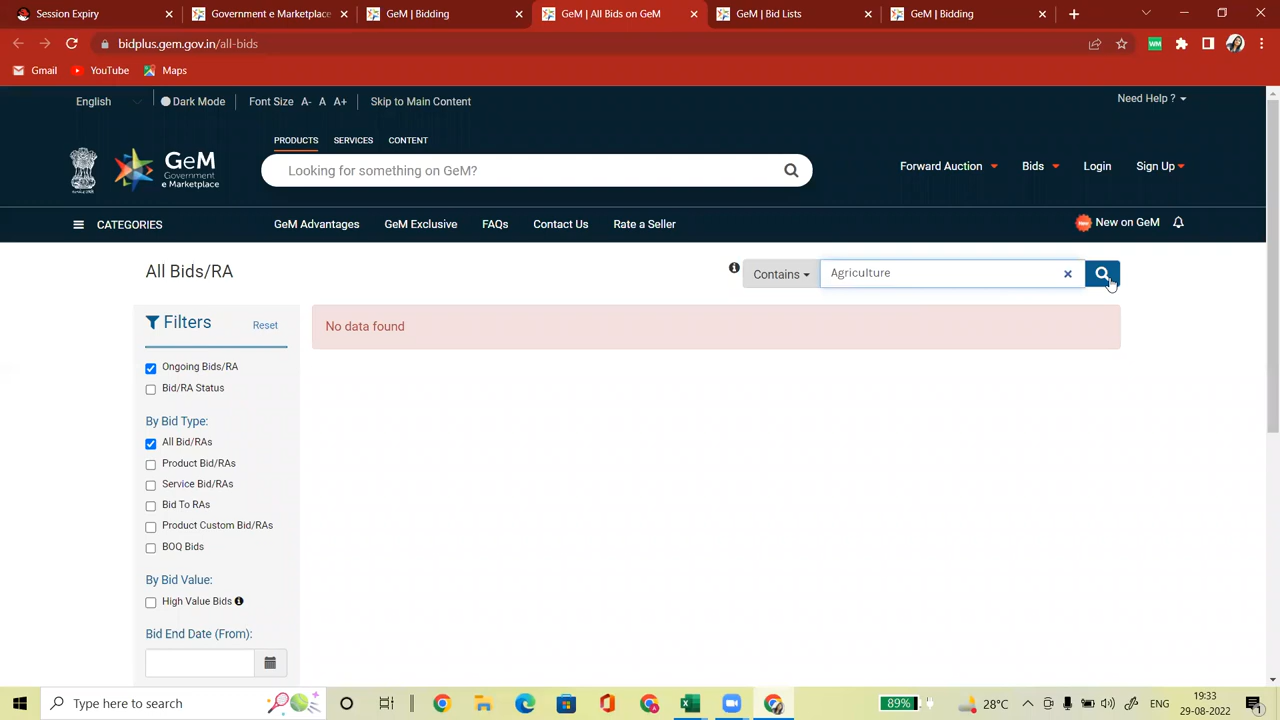 Session Expiry
Government e Marketplace
GeM | Bidding
GeM | All Bids on GeM
GeM | Bid Lists
GeM | Bidding
bidplus.gem.gov.in/all-bids
WM
Gmail
YouTube
Maps
English
Dark Mode
Font Size A- A A+
Skip to Main Content
Need Help ?
PRODUCTS
SERVICES
CONTENT
GeM
Government
e Marketplace
Looking for something on GeM?
Forward Auction
Bids
Login
Sign Up
CATEGORIES
GeM Advantages
GeM Exclusive
FAQs
Contact Us
Rate a Seller
New on GeM
All Bids/RA
Contains
Agriculture
Filters
Reset
No data found
Ongoing Bids/RA
Bid/RA Status
By Bid Type:
All Bid/RAs
Product Bid/RAs
Service Bid/RAs
Bid To RAs
Product Custom Bid/RAs
BOQ Bids
By Bid Value:
High Value Bids
Bid End Date (From):
Type here to search
89%
28°C
ENG
19:33
29-08-2022